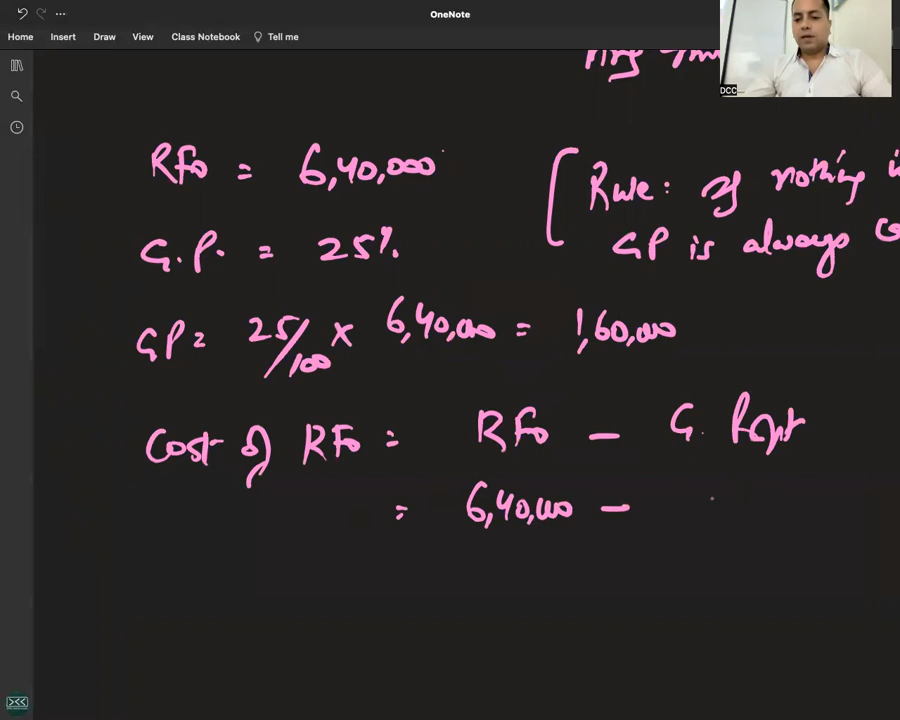 OneNote
Home Insert Draw View Class Notebook Tell me
DCC
RFO = 6,40,000
Rule: If nothing
G.P. = 25%
GP is always
GP = 25/100 x 6,40,000 = 1,60,000
Cost of RFO = RFO - G. Profit
= 6,40,000 -